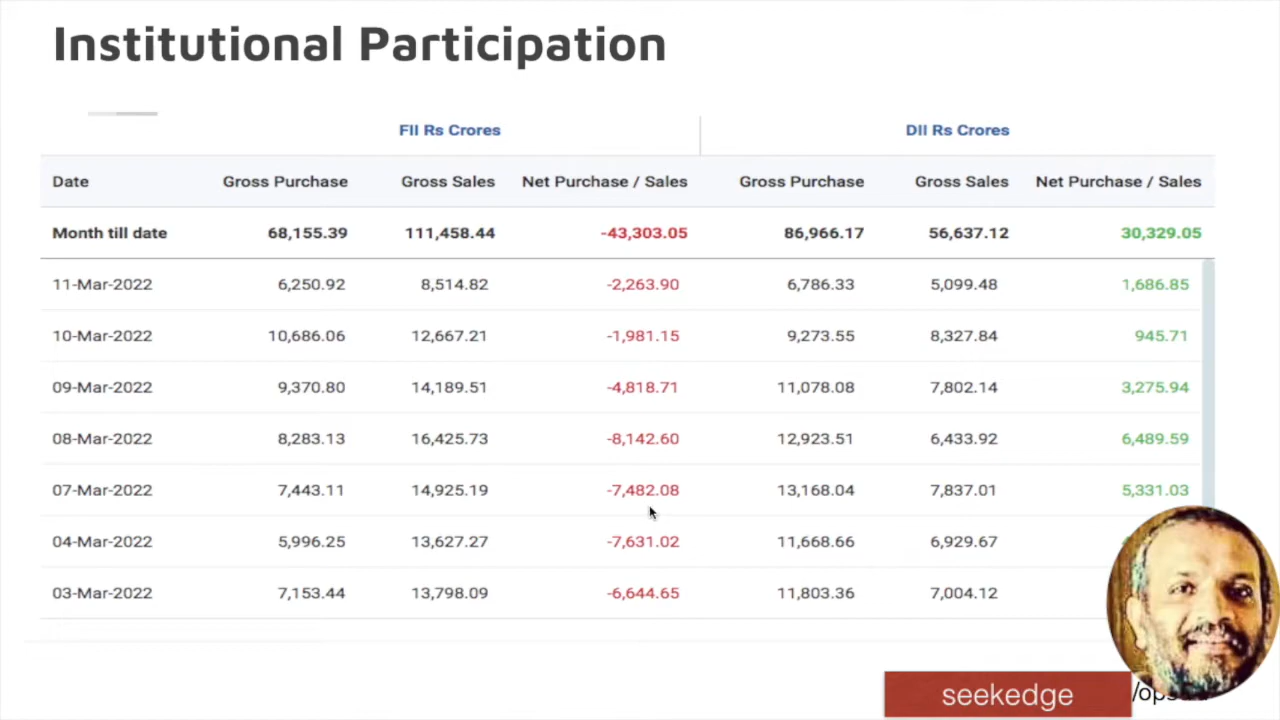 Institutional Participation
FII Rs Crores DII Rs Crores
Date Gross Purchase Gross Sales Net Purchase / Sales Gross Purchase Gross Sales Net Purchase / Sales
Month till date 68,155.39 111,458.44 -43,303.05 86,966.17 56,637.12 30,329.05
11-Mar-2022 6,250.92 8,514.82 -2,263.90 6,786.33 5,099.48 1,686.85
10-Mar-2022 10,686.06 12,667.21 -1,981.15 9,273.55 8,327.84 945.71
09-Mar-2022 9,370.80 14,189.51 -4,818.71 11,078.08 7,802.14 3,275.94
08-Mar-2022 8,283.13 16,425.73 -8,142.60 12,923.51 6,433.92 6,489.59
07-Mar-2022 7,443.11 14,925.19 -7,482.08 13,168.04 7,837.01 5,331.03
04-Mar-2022 5,996.25 13,627.27 -7,631.02 11,668.66 6,929.67
03-Mar-2022 7,153.44 13,798.09 -6,644.65 11,803.36 7,004.12
seekedge